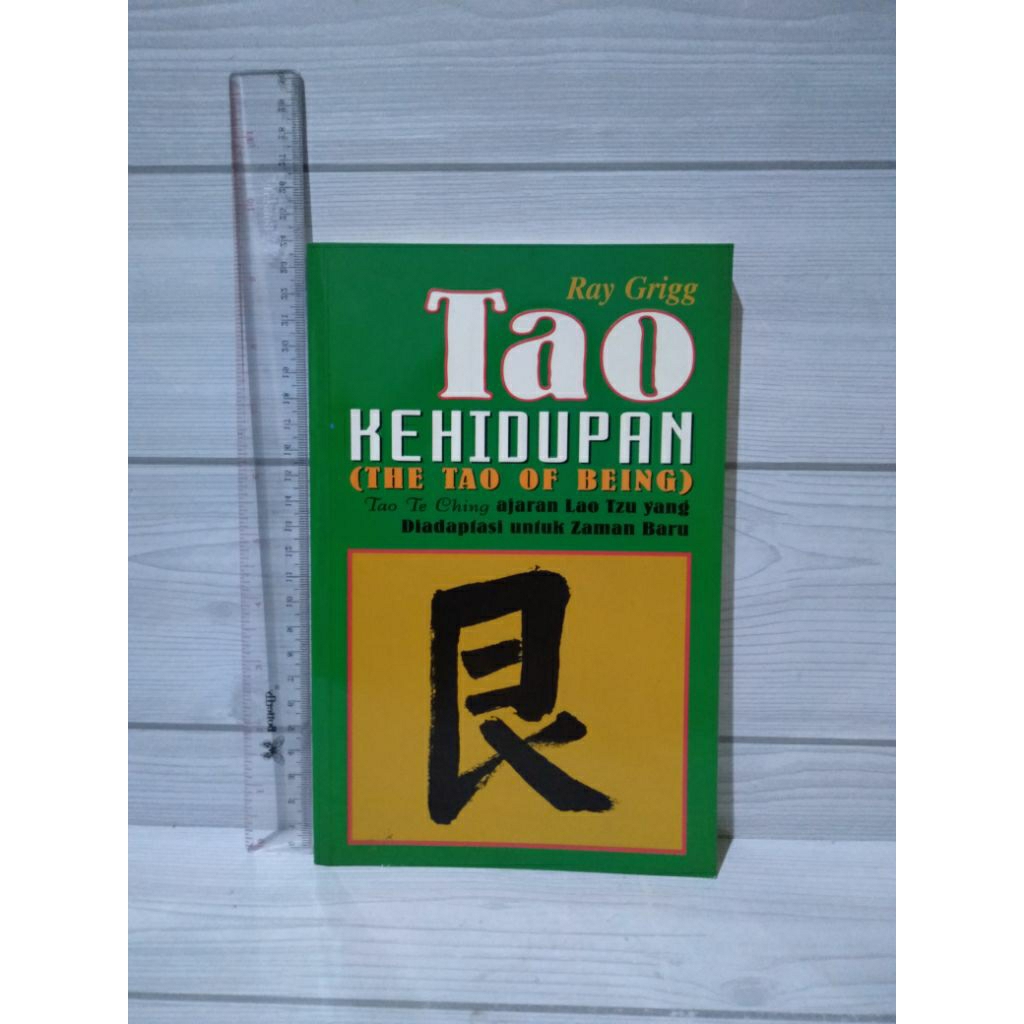 Ray Grigg
Tao
KEHIDUPAN
(THE TAO OF BEING)
Tao Te Ching ajaran Lao Tzu yang
Diadaptasi untuk Zaman Baru
艮
Butterfly